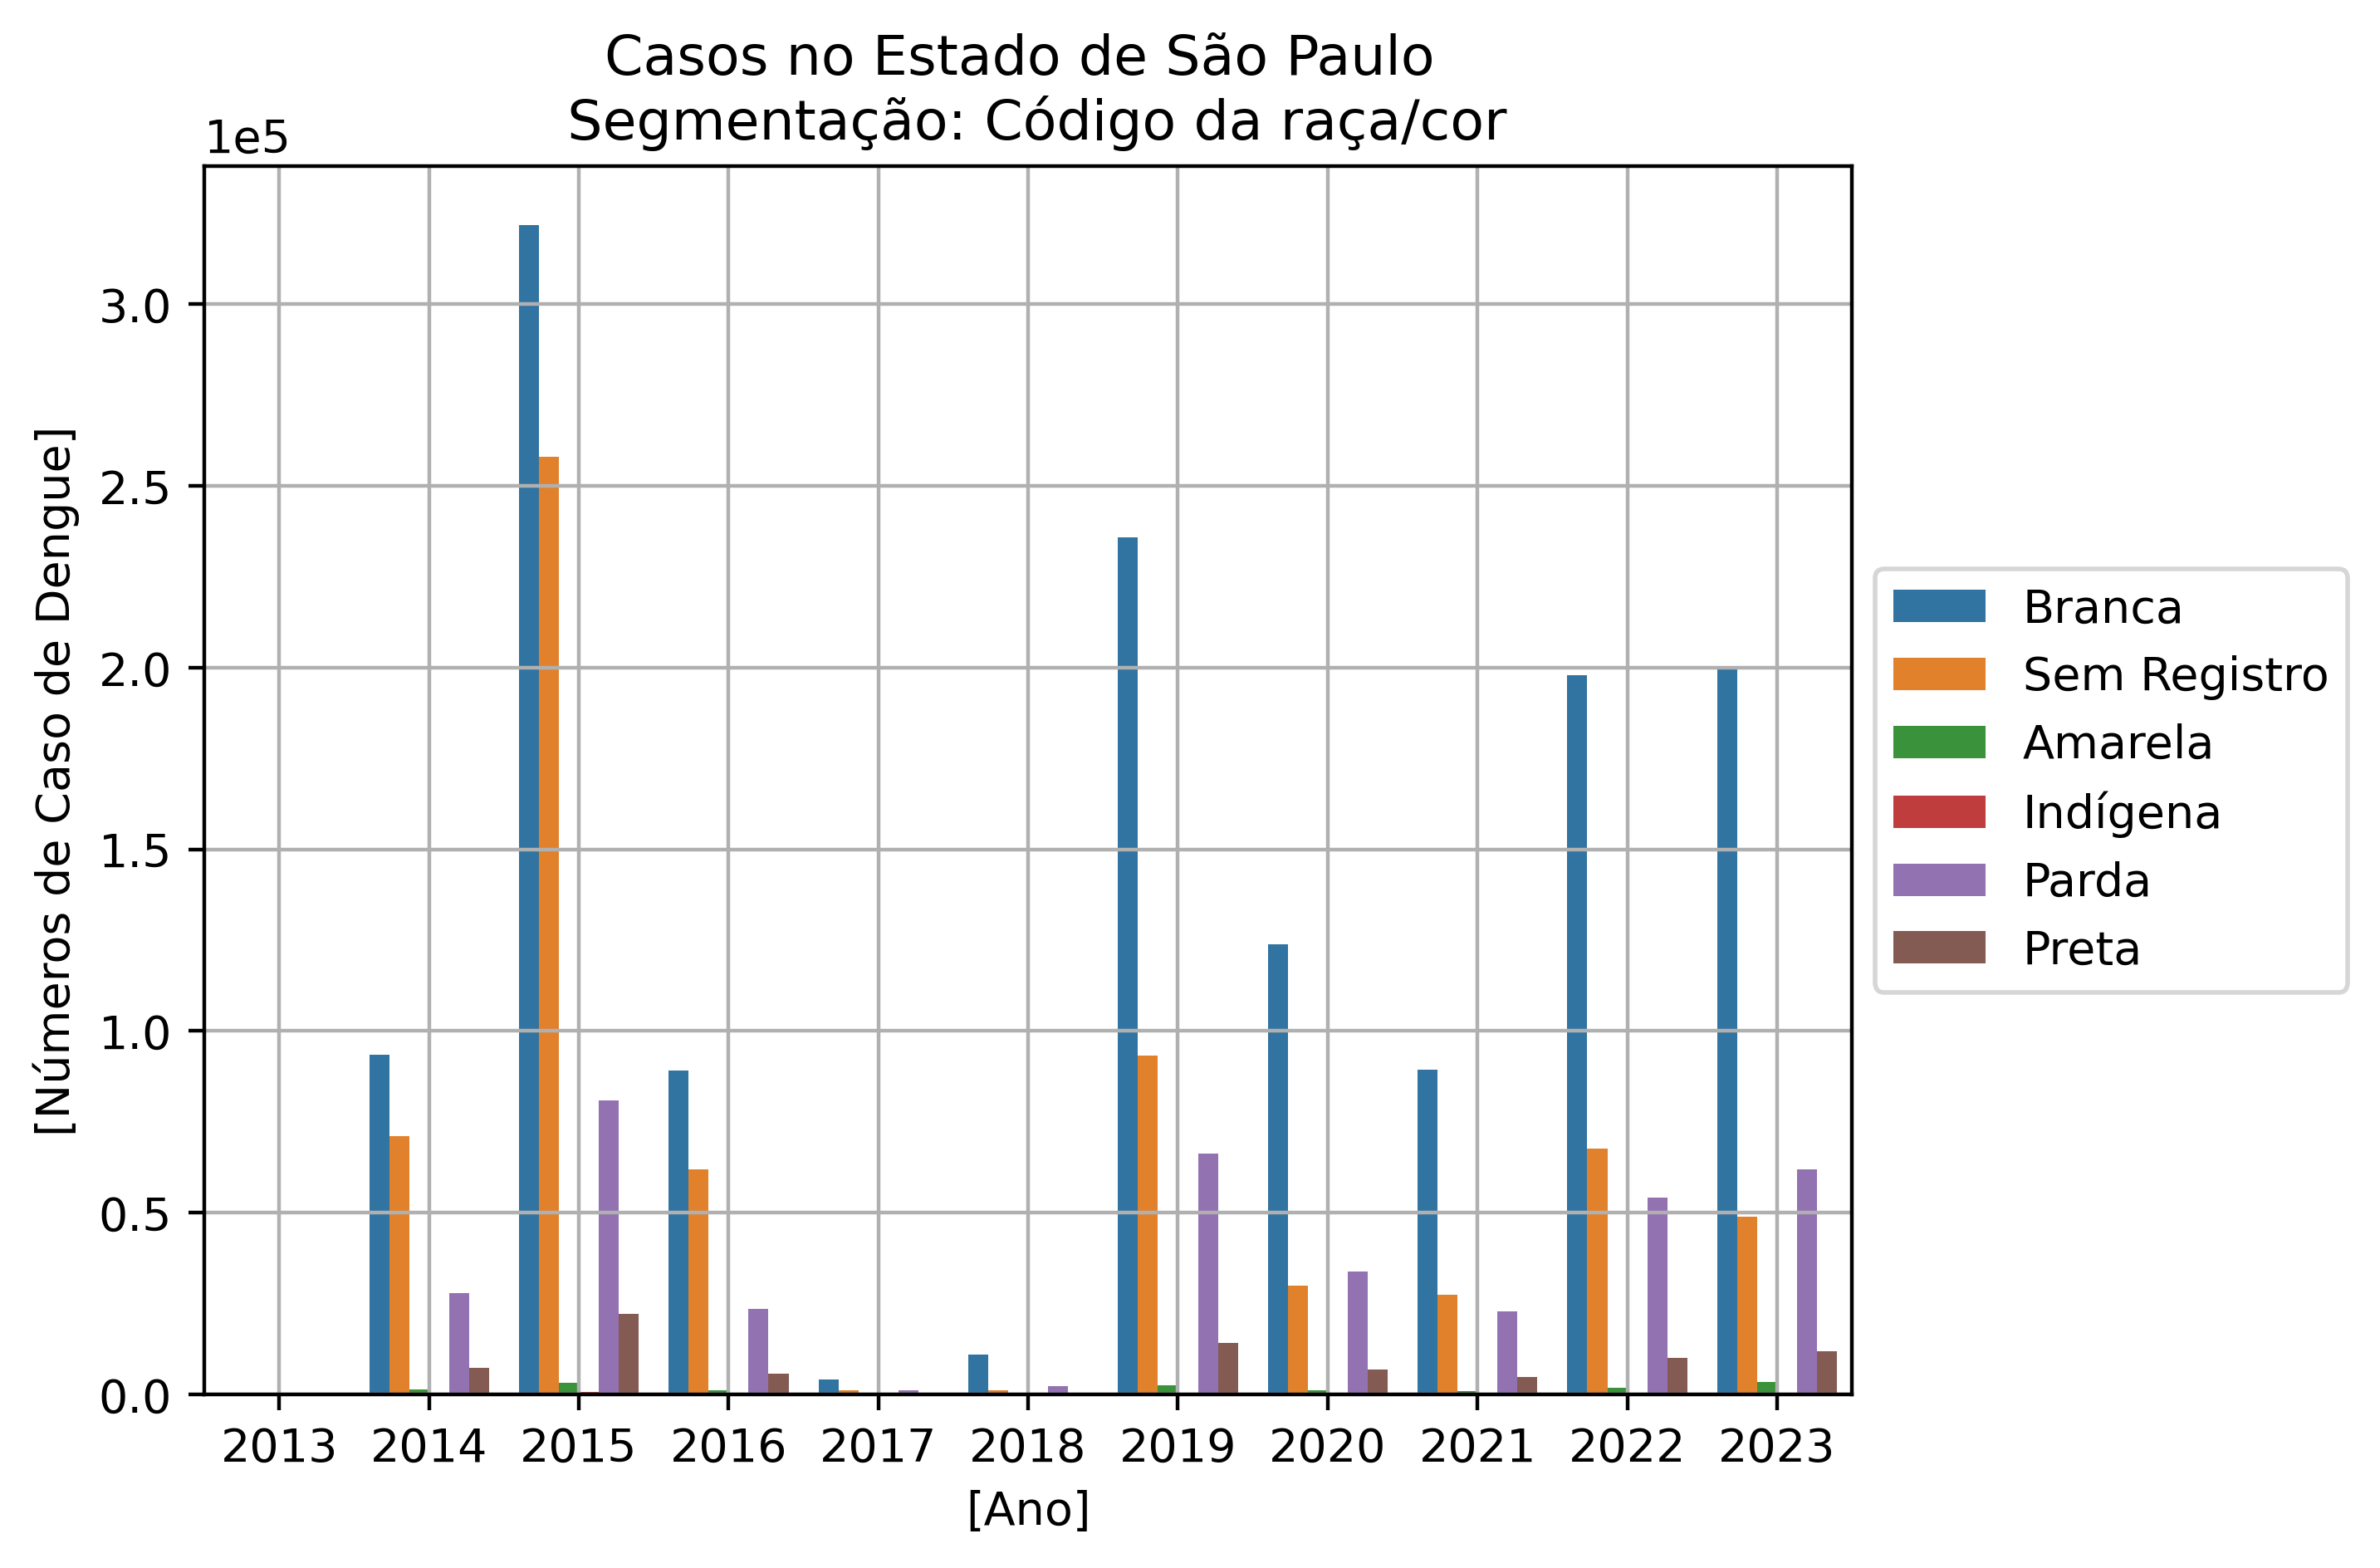 Casos no Estado de São Paulo
Segmentação: Código da raça/cor
1e5
[Números de Caso de Dengue]
3.0
2.5
2.0
1.5
1.0
0.5
0.0
2013 2014 2015 2016 2017 2018 2019 2020 2021 2022 2023
[Ano]
Branca
Sem Registro
Amarela
Indígena
Parda
Preta